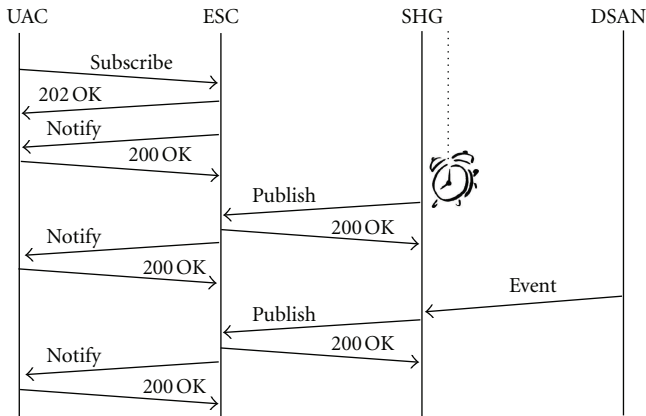 UAC ESC SHG DSAN
Subscribe
202 OK
Notify
200 OK
Publish
200 OK
Notify
200 OK
Event
Publish
200 OK
Notify
200 OK